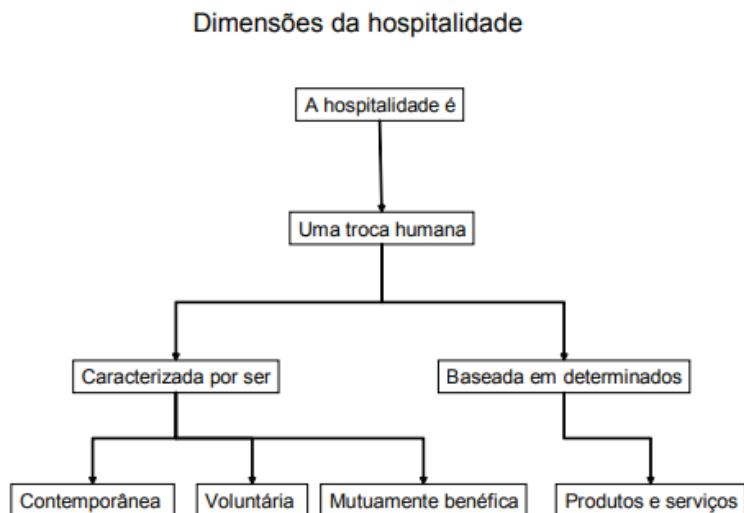 Dimensões da hospitalidade
A hospitalidade é
Uma troca humana
Caracterizada por ser
Baseada em determinados
Contemporânea
Voluntária
Mutuamente benéfica
Produtos e serviços